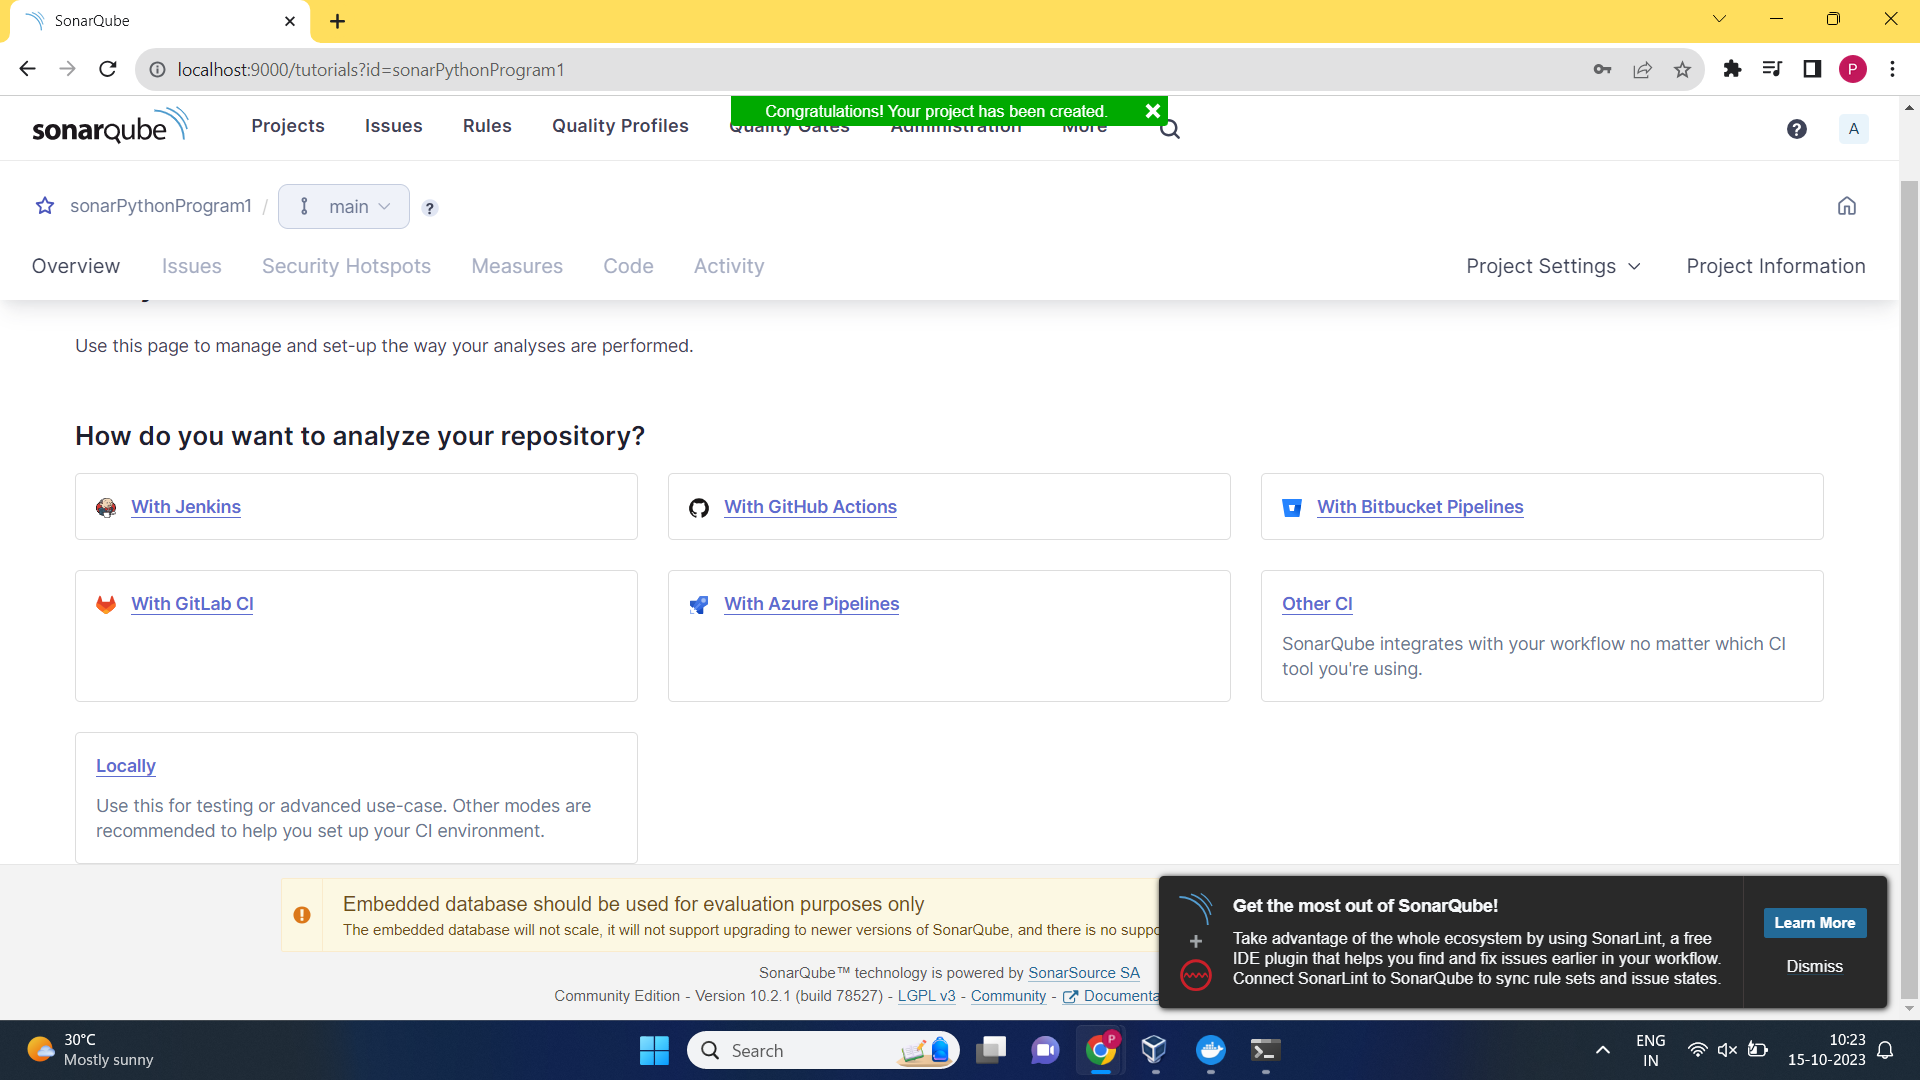 SonarQube
localhost:9000/tutorials?id=sonarPythonProgram1
P
Congratulations! Your project has been created.
sonarqube
Projects
Issues
Rules
Quality Profiles
Quality Gates
Administration
More
A
sonarPythonProgram1 /
main
?
Overview
Issues
Security Hotspots
Measures
Code
Activity
Project Settings
Project Information
Use this page to manage and set-up the way your analyses are performed.
How do you want to analyze your repository?
With Jenkins
With GitHub Actions
With Bitbucket Pipelines
With GitLab CI
With Azure Pipelines
Other CI
SonarQube integrates with your workflow no matter which CI
tool you're using.
Locally
Use this for testing or advanced use-case. Other modes are
recommended to help you set up your CI environment.
Embedded database should be used for evaluation purposes only
The embedded database will not scale, it will not support upgrading to newer versions of SonarQube, and there is no suppo
SonarQube™ technology is powered by SonarSource SA
Community Edition - Version 10.2.1 (build 78527) - LGPL v3 - Community - Documenta
Get the most out of SonarQube!
Take advantage of the whole ecosystem by using SonarLint, a free
IDE plugin that helps you find and fix issues earlier in your workflow.
Connect SonarLint to SonarQube to sync rule sets and issue states.
Learn More
Dismiss
30°C
Mostly sunny
Search
P
ENG
IN
10:23
15-10-2023